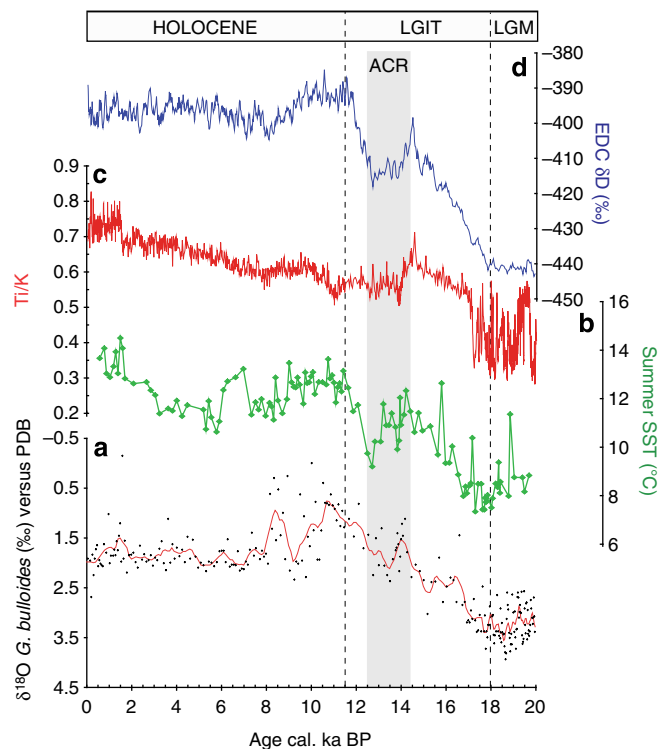 HOLOCENE LGIT LGM
ACR
d
−380
−390
−400
−410
−420
−430
−440
−450
EDC δD (‰)
c
0.9
0.8
0.7
0.6
0.5
0.4
0.3
0.2
Ti/K
b
16
14
12
10
8
6
Summer SST (°C)
a
−0.5
0.5
1.5
2.5
3.5
4.5
δ18O G. bulloides (‰) versus PDB
0 2 4 6 8 10 12 14 16 18 20
Age cal. ka BP